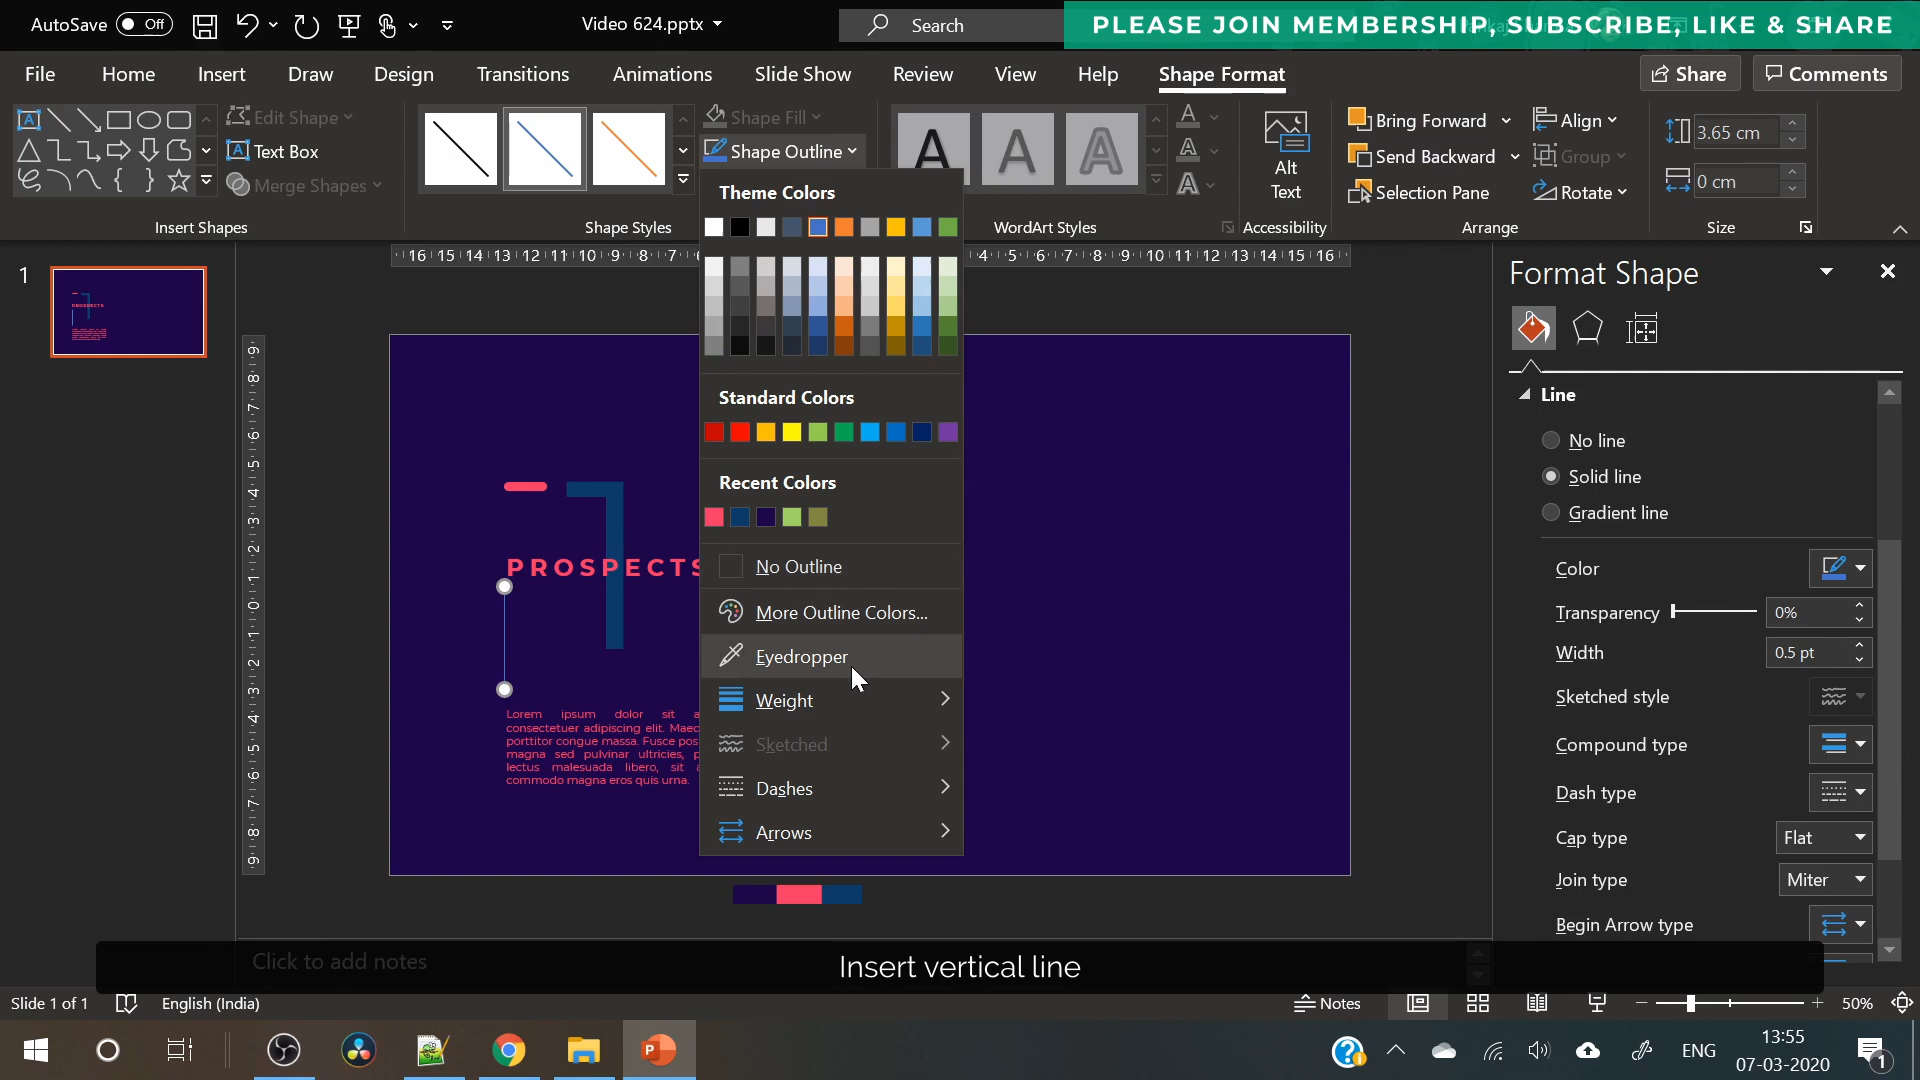 AutoSave Off
Video 624.pptx
Search
PLEASE JOIN MEMBERSHIP, SUBSCRIBE, LIKE & SHARE
File Home Insert Draw Design Transitions Animations Slide Show Review View Help Shape Format
Share Comments
Edit Shape
Text Box
Merge Shapes
Insert Shapes
Shape Fill
Shape Outline
Shape Styles
A A A
WordArt Styles
Alt
Text
Accessibility
Bring Forward
Send Backward
Selection Pane
Align
Group
Rotate
Arrange
3.65 cm
0 cm
Size
Theme Colors
Standard Colors
Recent Colors
No Outline
More Outline Colors...
Eyedropper
Weight
Sketched
Dashes
Arrows
1
PROSPECTS
PROSPECTS
Lorem ipsum dolor sit
consectetuer adipiscing elit. Maec
porttitor congue massa. Fusce pos
magna sed pulvinar ultricies, p
lectus malesuada libero, sit
commodo magna eros quis urna.
Format Shape
Line
No line
Solid line
Gradient line
Color
Transparency 0%
Width 0.5 pt
Sketched style
Compound type
Dash type
Cap type Flat
Join type Miter
Begin Arrow type
Click to add notes
Insert vertical line
Slide 1 of 1 English (India)
Notes 50%
ENG
13:55
07-03-2020
1